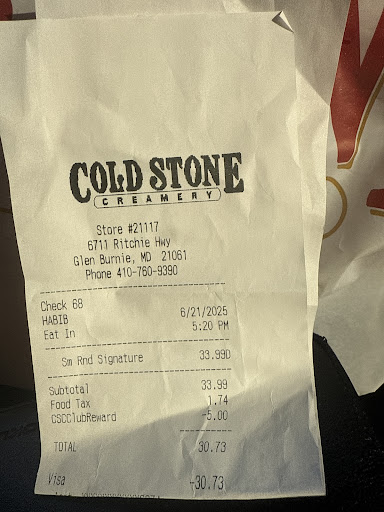 COLD STONE
CREAMERY
Store #21117
6711 Ritchie Hwy
Glen Burnie, MD 21061
Phone 410-760-9390
Check 68
HABIB 6/21/2025
Eat In 5:20 PM
Sm Rnd Signature 33.99D
Subtotal 33.99
Food Tax 1.74
CSCClubReward -5.00
TOTAL 30.73
Visa -30.73